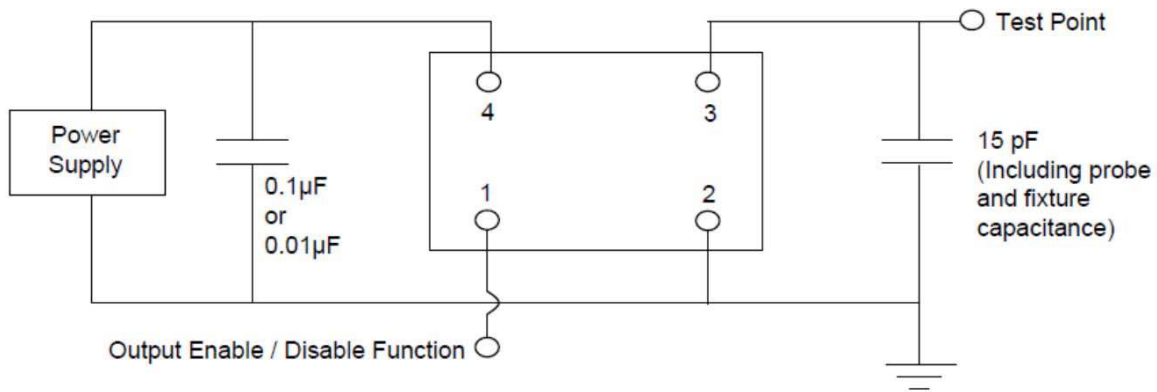 Test Point
Power
Supply
4
3
0.1µF
or
0.01µF
1
2
15 pF
(Including probe
and fixture
capacitance)
Output Enable / Disable Function